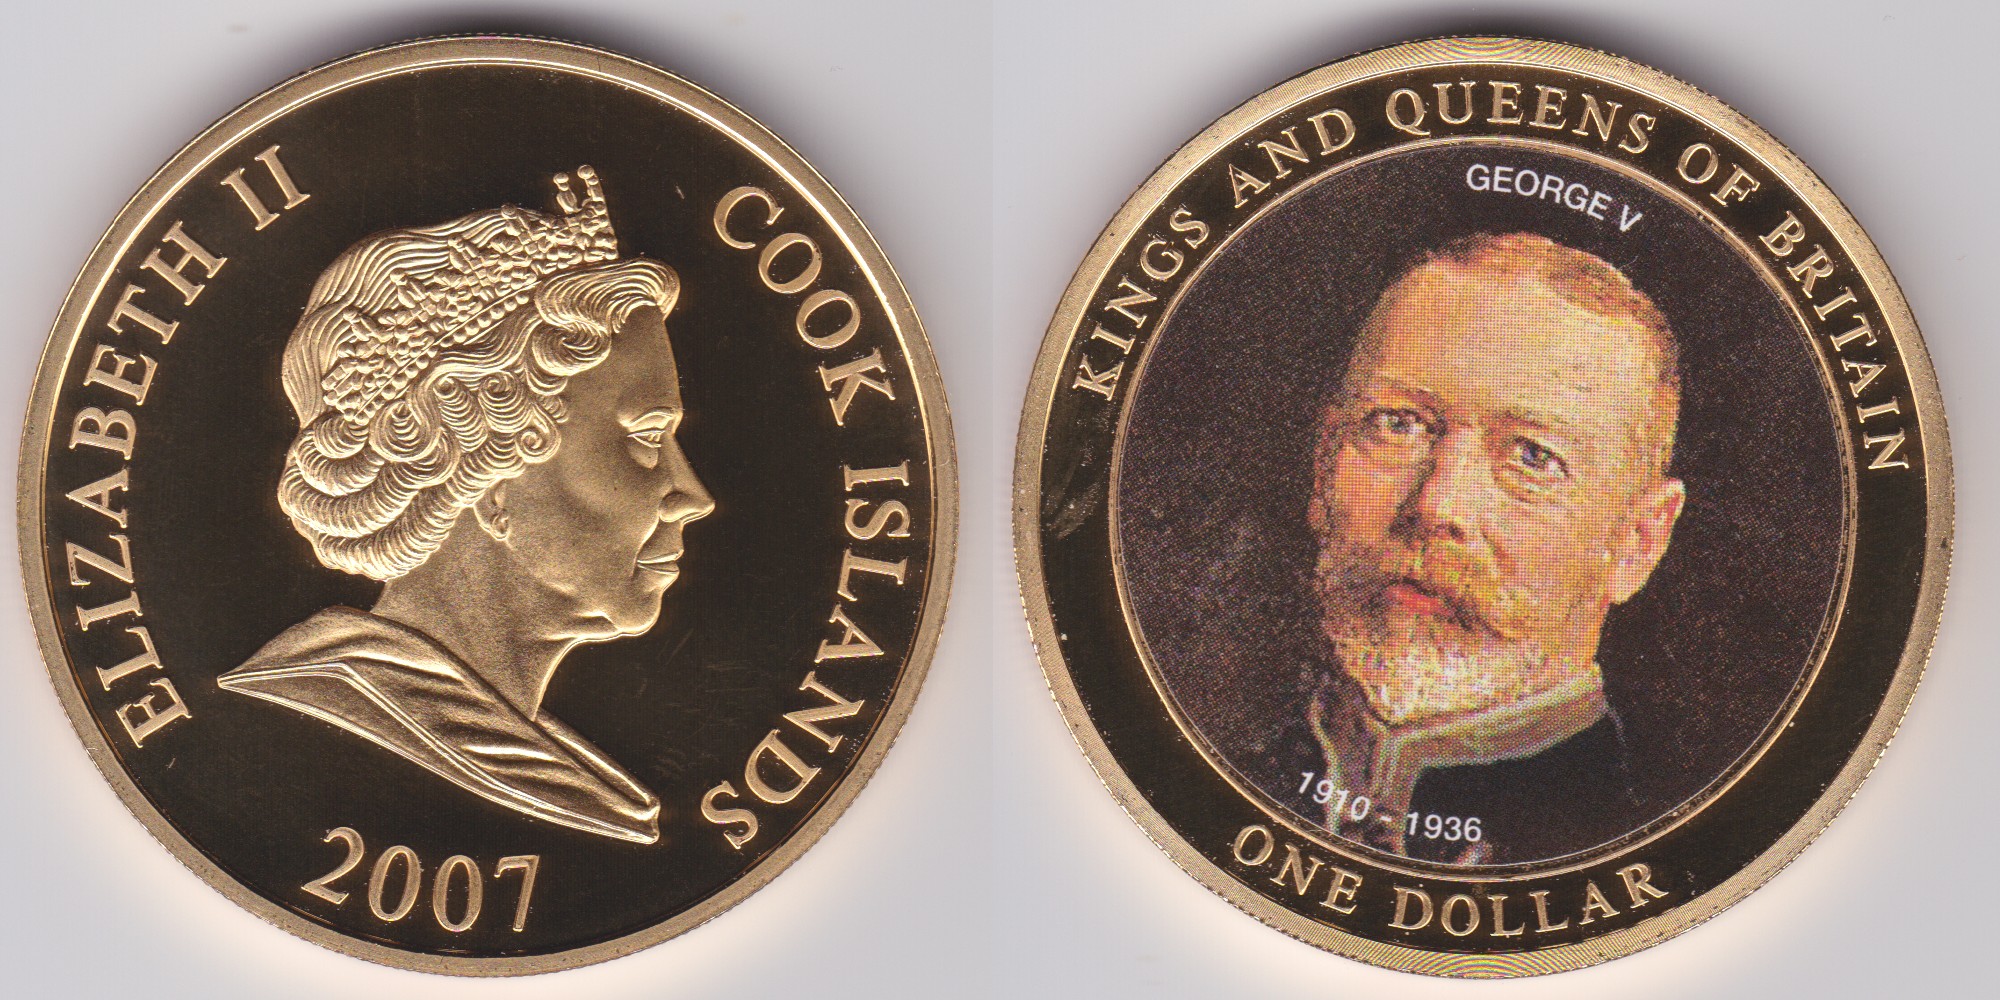 ELIZABETH II
COOK ISLANDS
2007
KINGS AND QUEENS OF BRITAIN
GEORGE V
1910 - 1936
ONE DOLLAR